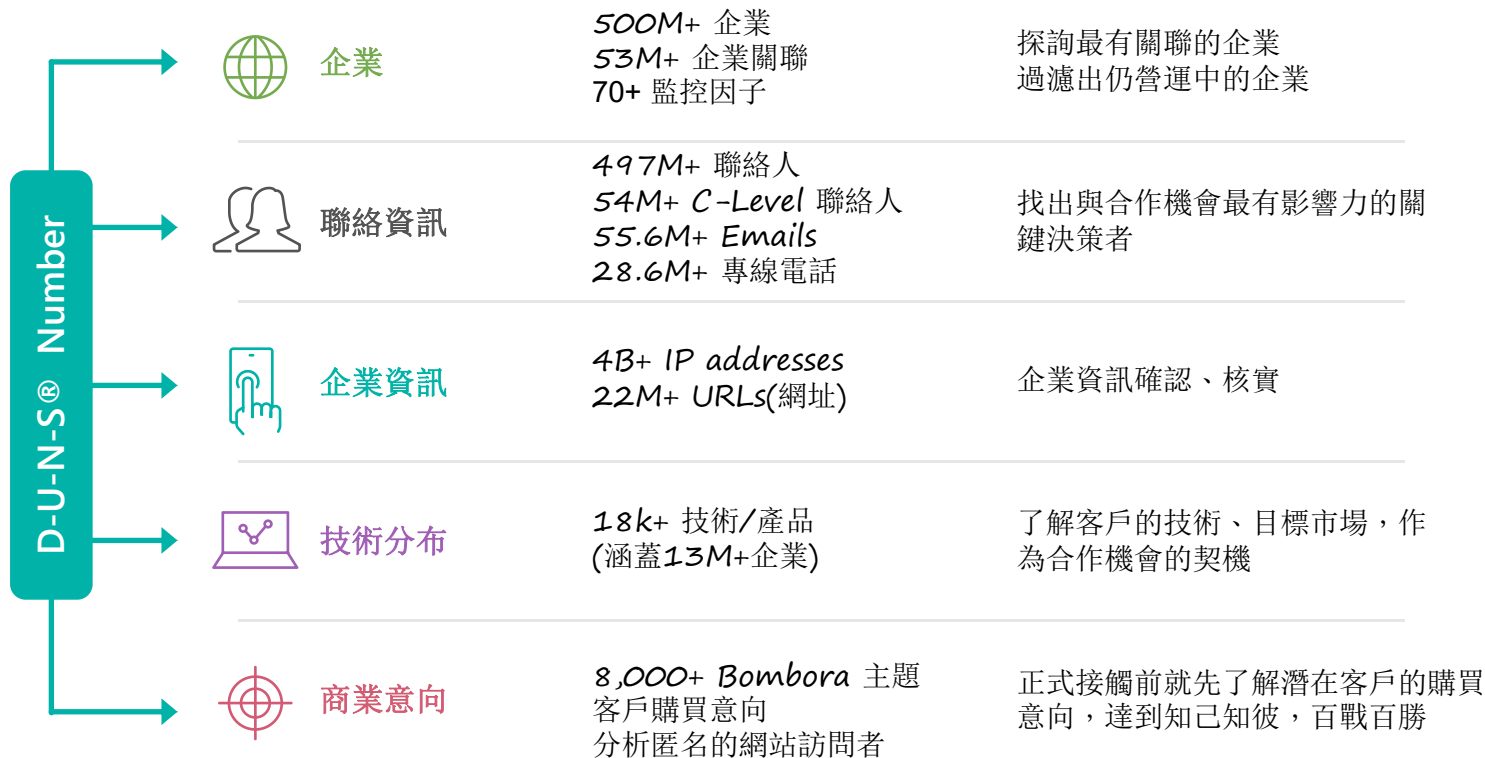 D-U-N-S® Number
企業
500M+ 企業
53M+ 企業關聯
70+ 監控因子
探詢最有關聯的企業
過濾出仍營運中的企業
聯絡資訊
497M+ 聯絡人
54M+ C-Level 聯絡人
55.6M+ Emails
28.6M+ 專線電話
找出與合作機會最有影響力的關
鍵決策者
企業資訊
4B+ IP addresses
22M+ URLs(網址)
企業資訊確認、核實
技術分布
18k+ 技術/產品
(涵蓋13M+企業)
了解客戶的技術、目標市場，作
為合作機會的契機
商業意向
8,000+ Bombora 主題
客戶購買意向
分析匿名的網站訪問者
正式接觸前就先了解潛在客戶的購買
意向，達到知己知彼，百戰百勝